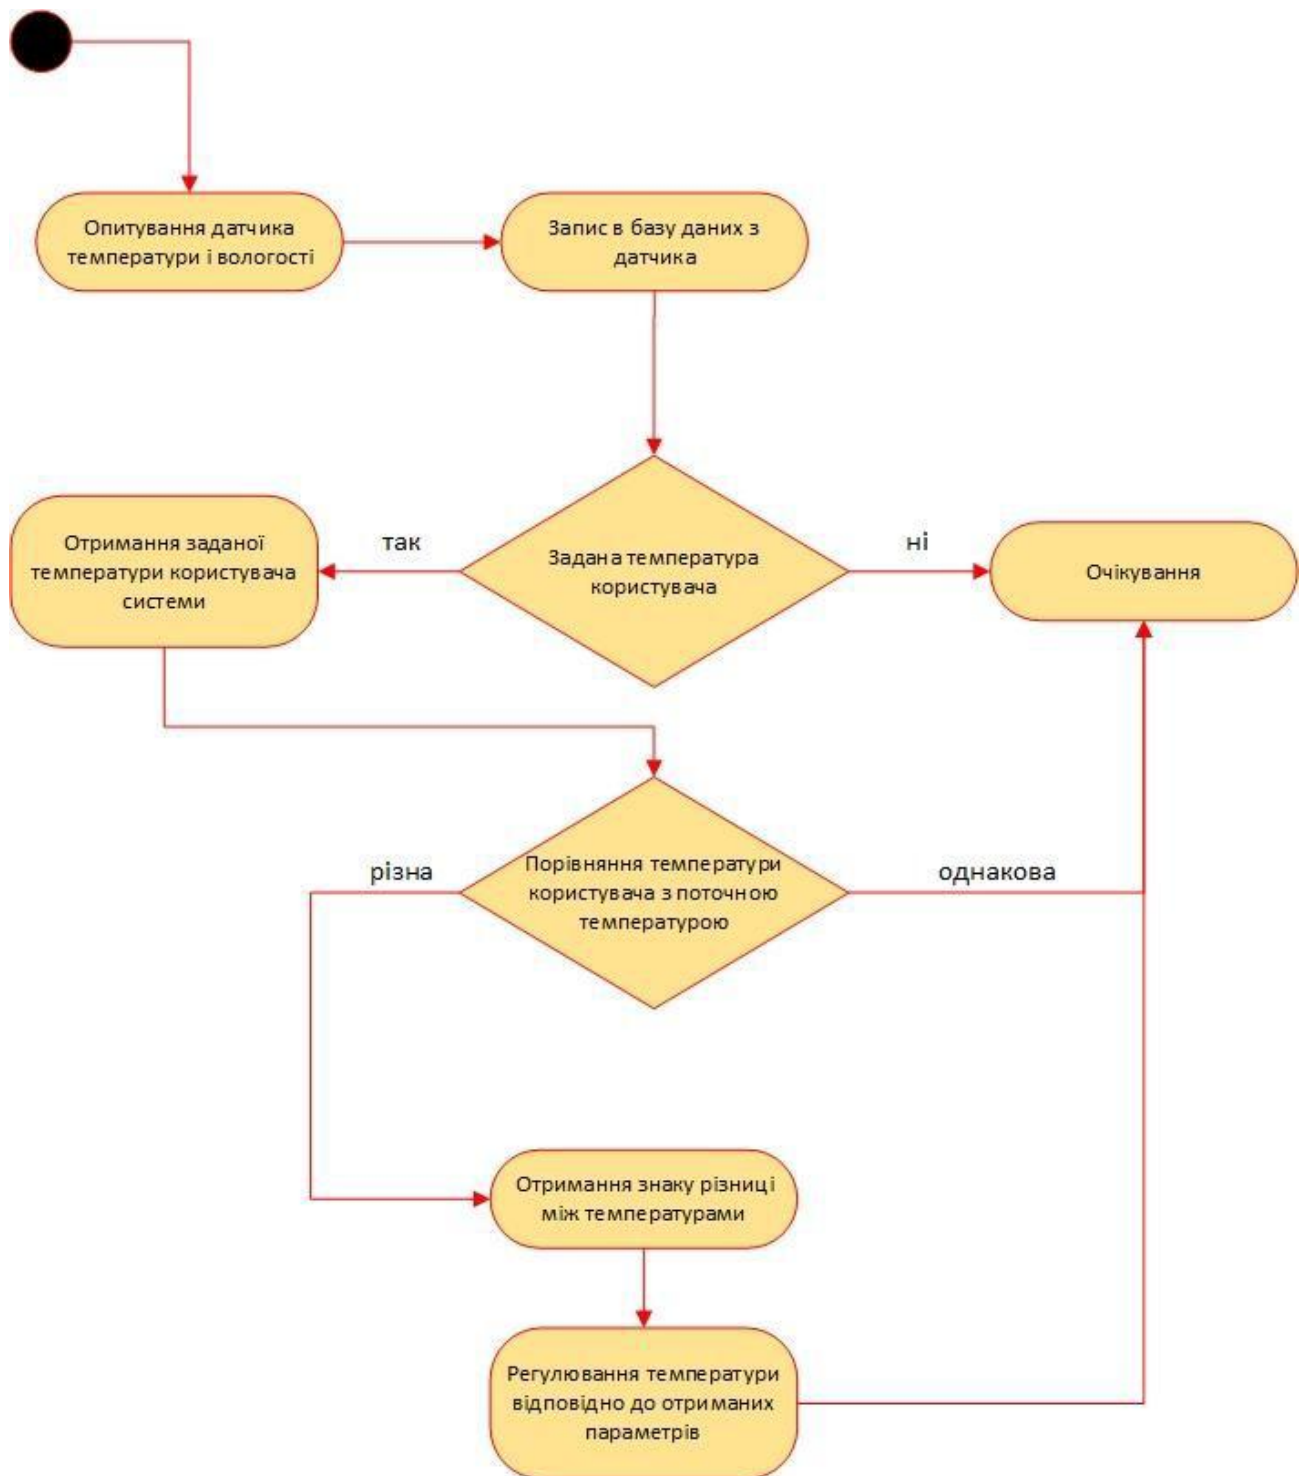 Опитування датчика
температури і вологості
Запис в базу даних з
датчика
Отримання заданої
температури користувача
системи
так
Задана температура
користувача
ні
Очікування
різна
Порівняння температури
користувача з поточною
температурою
однакова
Отримання знаку різниці
між температурами
Регулювання температури
відповідно до отриманих
параметрів